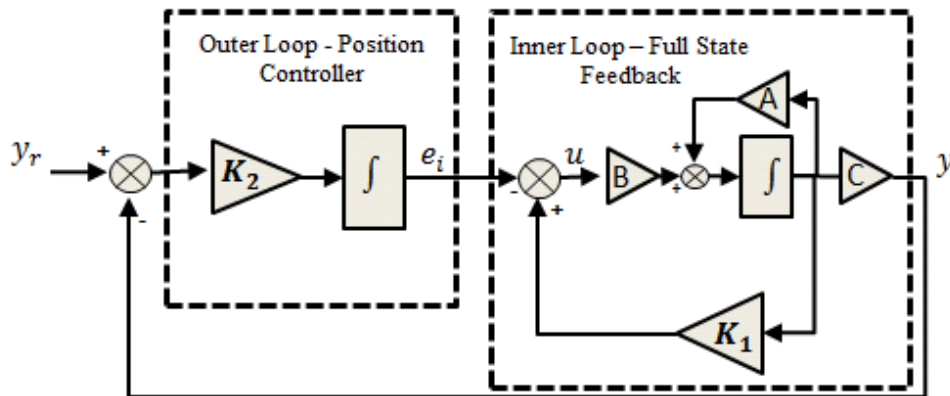 Outer Loop - Position
Controller
Inner Loop – Full State
Feedback
A
y_r
+
K_2
∫
e_i
-
u
+
B
+
+
∫
C
y
-
K_1